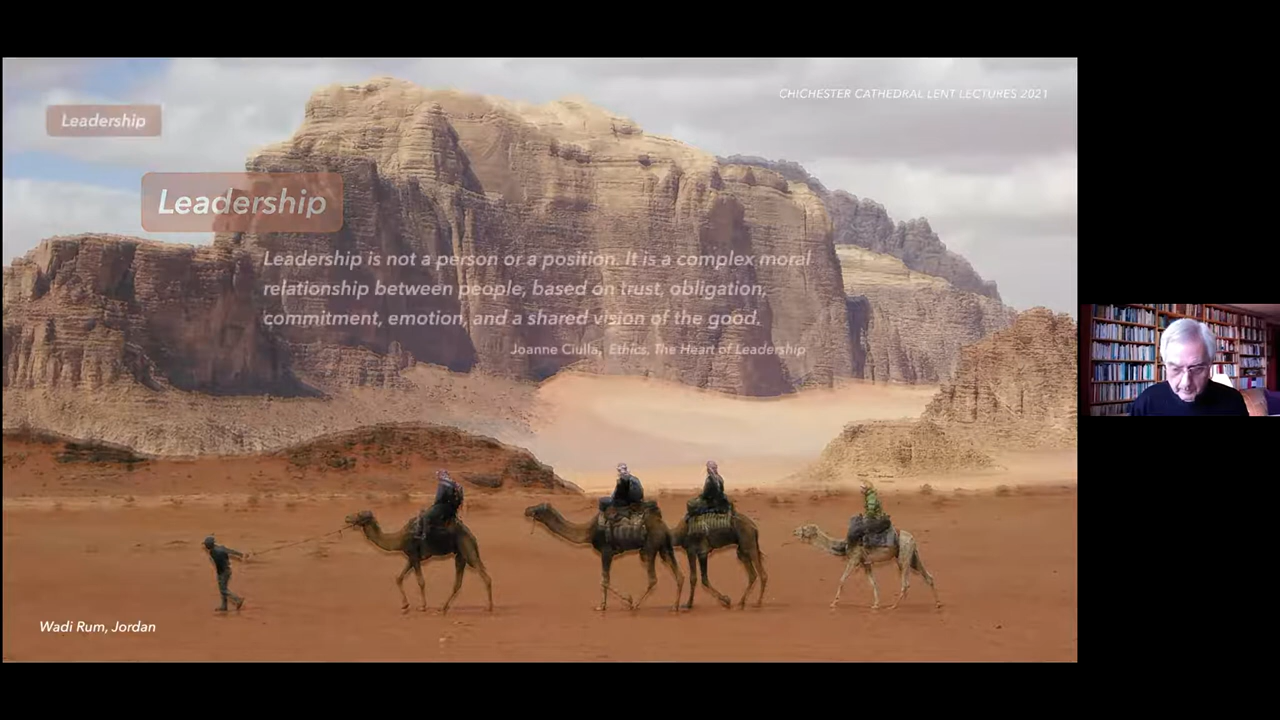 CHICHESTER CATHEDRAL LENT LECTURES 2021
Leadership
Leadership
Leadership is not a person or a position. It is a complex moral
relationship between people, based on trust, obligation,
commitment, emotion, and a shared vision of the good.
Joanne Ciulla, Ethics, The Heart of Leadership
Wadi Rum, Jordan